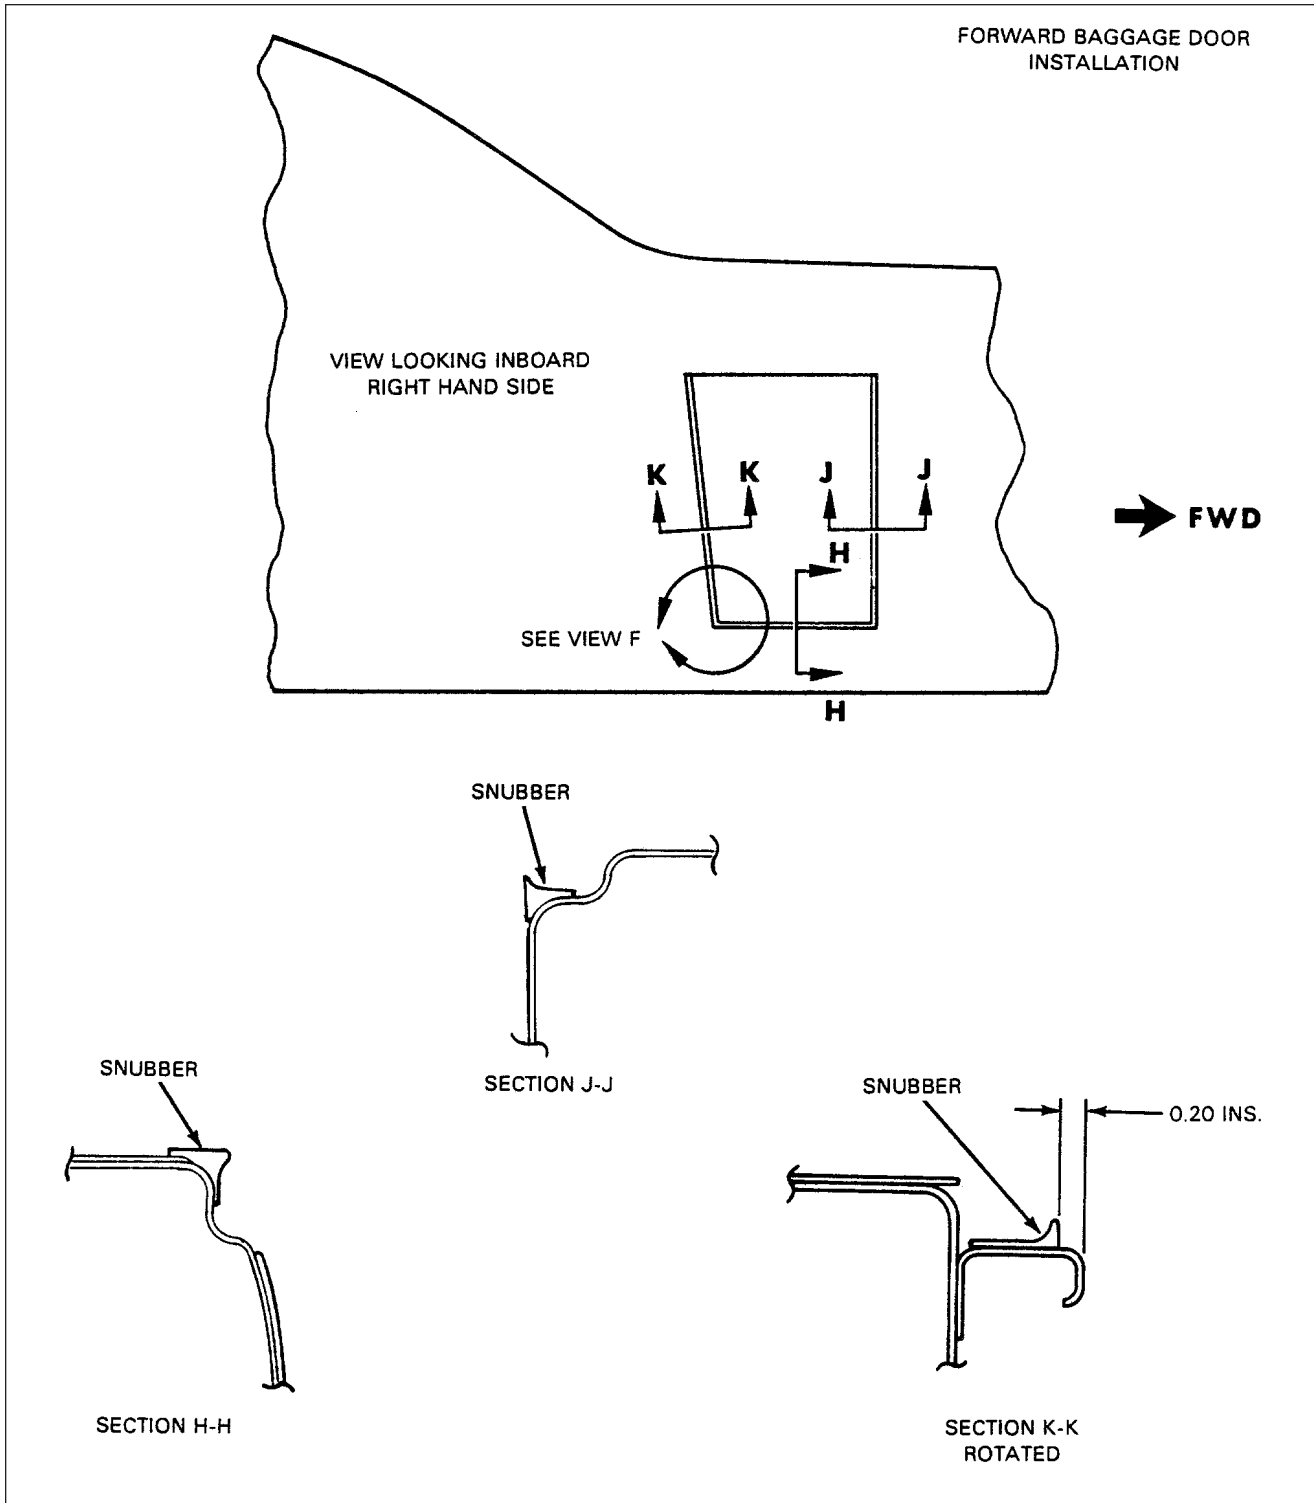 FORWARD BAGGAGE DOOR
INSTALLATION
VIEW LOOKING INBOARD
RIGHT HAND SIDE
K
K
J
J
FWD
H
SEE VIEW F
H
SNUBBER
SECTION J-J
SNUBBER
SECTION H-H
SNUBBER
0.20 INS.
SECTION K-K
ROTATED